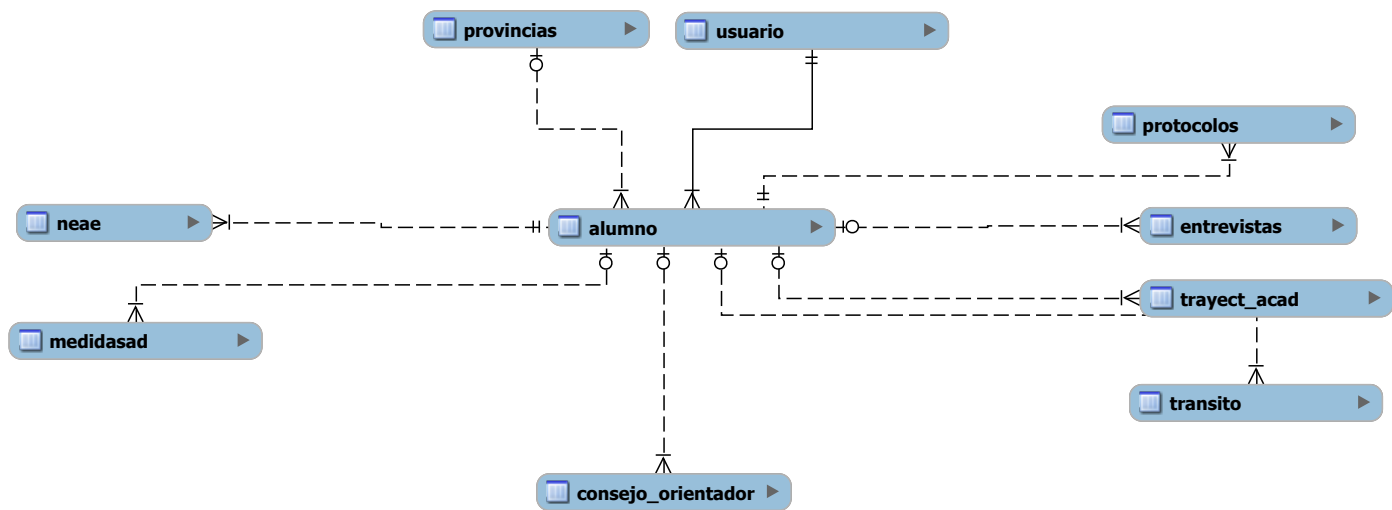 provincias
usuario
protocolos
neae
alumno
entrevistas
trayect_acad
medidasad
transito
consejo_orientador